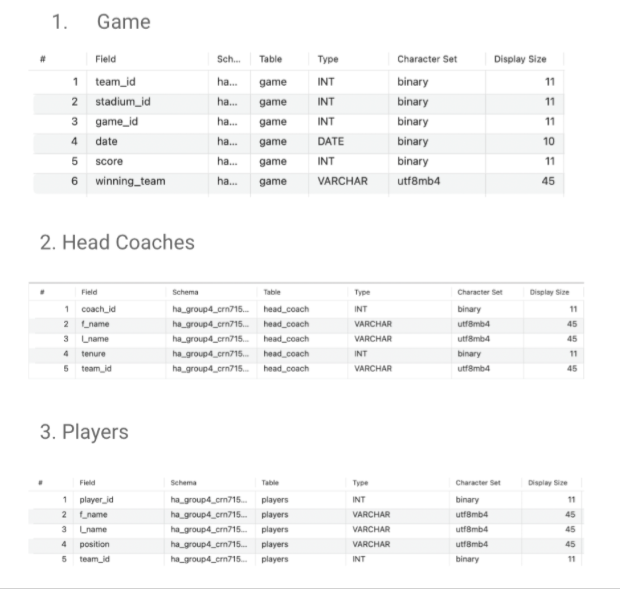 1. Game
# Field Sch... Table Type Character Set Display Size
1 team_id ha... game INT binary 11
2 stadium_id ha... game INT binary 11
3 game_id ha... game INT binary 11
4 date ha... game DATE binary 10
5 score ha... game INT binary 11
6 winning_team ha... game VARCHAR utf8mb4 45
2. Head Coaches
# Field Schema Table Type Character Set Display Size
1 coach_id ha_group4_crn715... head_coach INT binary 11
2 f_name ha_group4_crn715... head_coach VARCHAR utf8mb4 45
3 l_name ha_group4_crn715... head_coach VARCHAR utf8mb4 45
4 tenure ha_group4_crn715... head_coach INT binary 11
5 team_id ha_group4_crn715... head_coach VARCHAR utf8mb4 45
3. Players
# Field Schema Table Type Character Set Display Size
1 player_id ha_group4_crn715... players INT binary 11
2 f_name ha_group4_crn715... players VARCHAR utf8mb4 45
3 l_name ha_group4_crn715... players VARCHAR utf8mb4 45
4 position ha_group4_crn715... players VARCHAR utf8mb4 45
5 team_id ha_group4_crn715... players INT binary 11